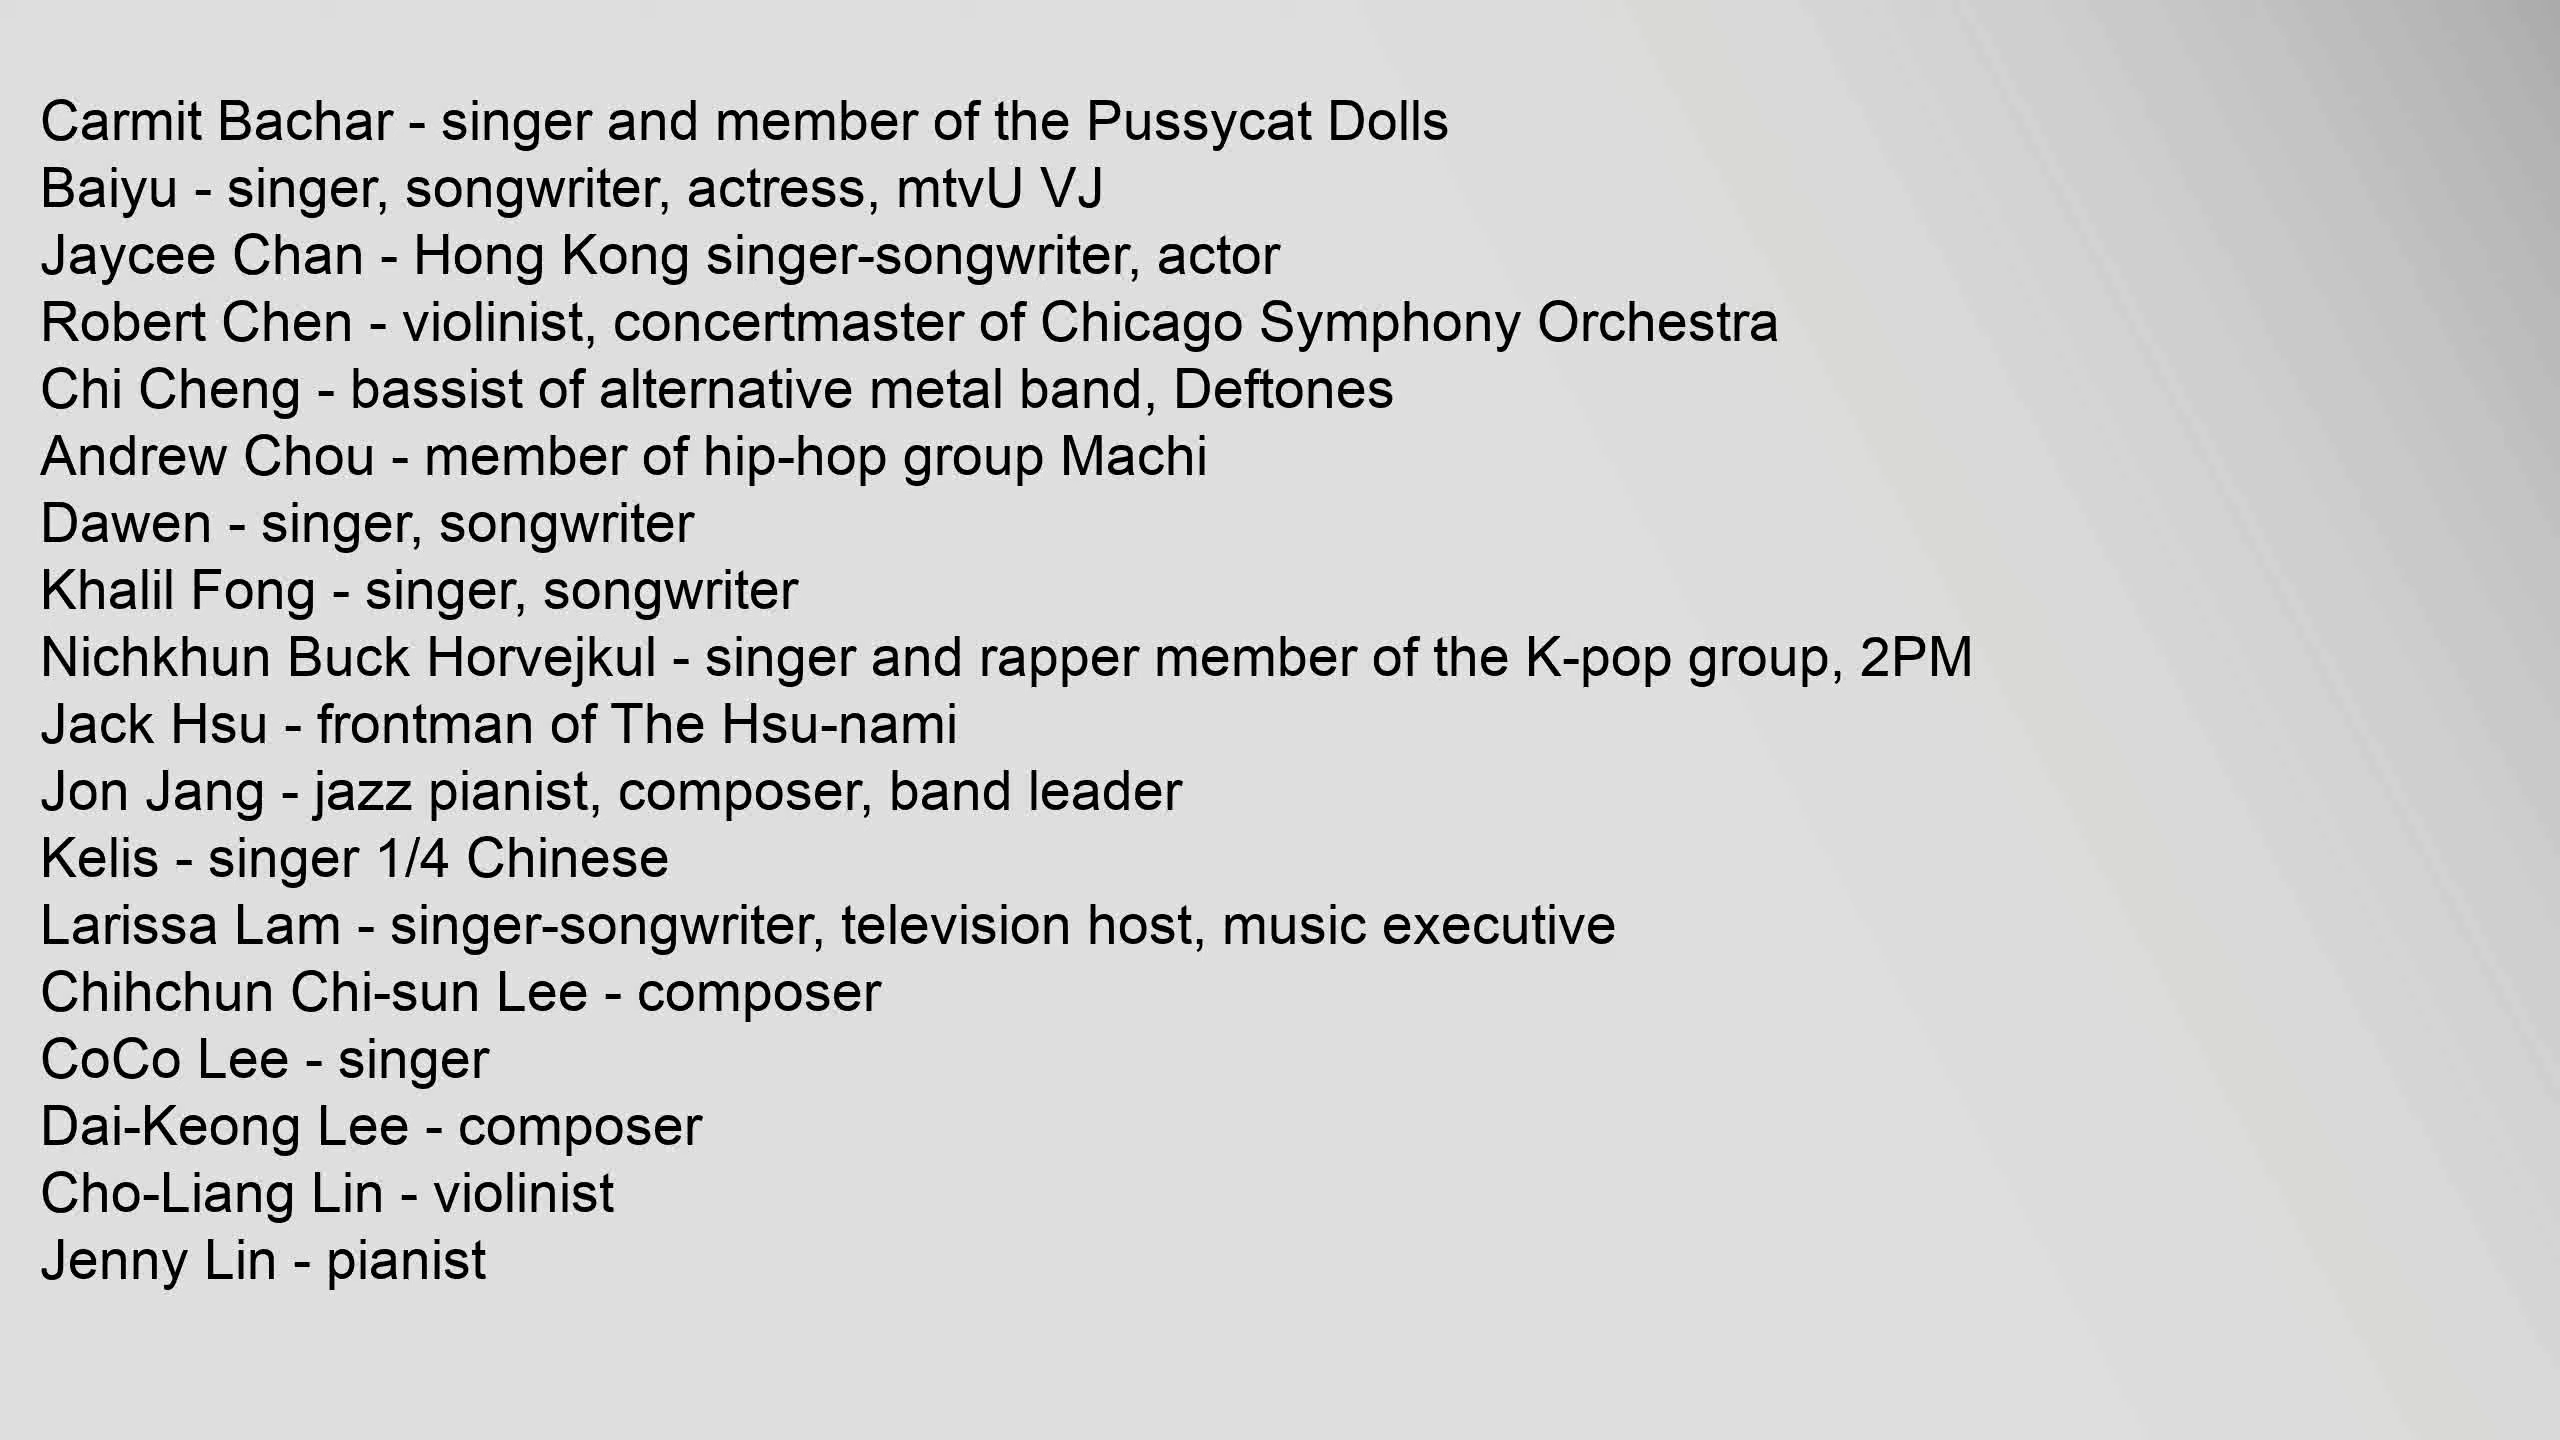 Carmit Bachar - singer and member of the Pussycat Dolls
Baiyu - singer, songwriter, actress, mtvU VJ
Jaycee Chan - Hong Kong singer-songwriter, actor
Robert Chen - violinist, concertmaster of Chicago Symphony Orchestra
Chi Cheng - bassist of alternative metal band, Deftones
Andrew Chou - member of hip-hop group Machi
Dawen - singer, songwriter
Khalil Fong - singer, songwriter
Nichkhun Buck Horvejkul - singer and rapper member of the K-pop group, 2PM
Jack Hsu - frontman of The Hsu-nami
Jon Jang - jazz pianist, composer, band leader
Kelis - singer 1/4 Chinese
Larissa Lam - singer-songwriter, television host, music executive
Chihchun Chi-sun Lee - composer
CoCo Lee - singer
Dai-Keong Lee - composer
Cho-Liang Lin - violinist
Jenny Lin - pianist